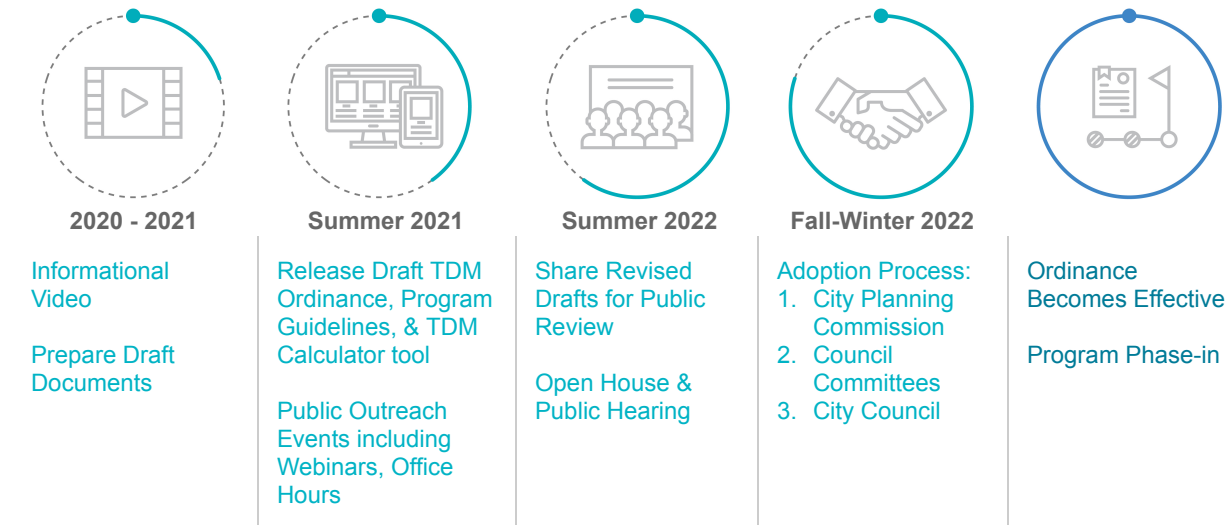 2020 - 2021
Informational
Video
Prepare Draft
Documents
Summer 2021
Release Draft TDM
Ordinance, Program
Guidelines, & TDM
Calculator tool
Public Outreach
Events including
Webinars, Office
Hours
Summer 2022
Share Revised
Drafts for Public
Review
Open House &
Public Hearing
Fall-Winter 2022
Adoption Process:
1. City Planning
Commission
2. Council
Committees
3. City Council
Ordinance
Becomes Effective
Program Phase-in